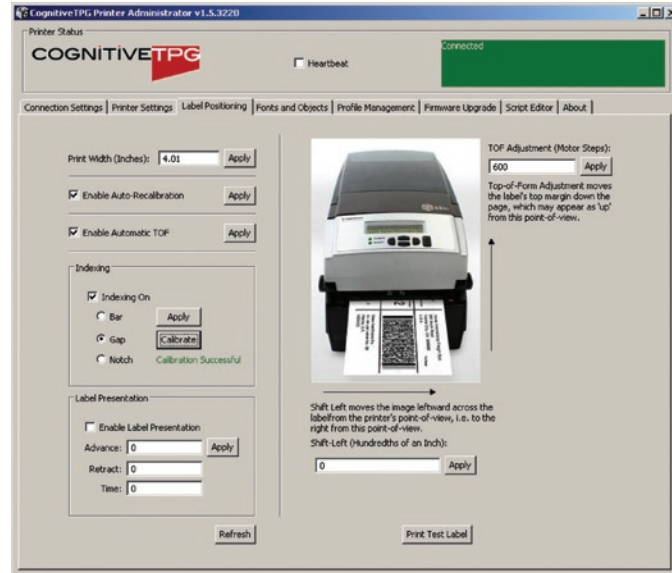 CognitiveTPG Printer Administrator v1.5.3220
Printer Status
COGNITIVETPG
Heartbeat
Connected
Connection Settings
Printer Settings
Label Positioning
Fonts and Objects
Profile Management
Firmware Upgrade
Script Editor
About
Print Width (Inches): 4.01 Apply
Enable Auto-Recalibration Apply
Enable Automatic TOF Apply
Indexing
Indexing On
Bar Apply
Gap Calibrate
Notch Calibration Successful
Label Presentation
Enable Label Presentation
Advance: 0 Apply
Retract: 0
Time: 0
Refresh
TOF Adjustment (Motor Steps):
600 Apply
Top-of-Form Adjustment moves
the label's top margin down the
page, which may appear as 'up'
from this point-of-view.
Shift Left moves the image leftward across the
labelfrom the printer's point-of-view, i.e. to the
right from this point-of-view.
Shift-Left (Hundredths of an Inch):
0 Apply
Print Test Label